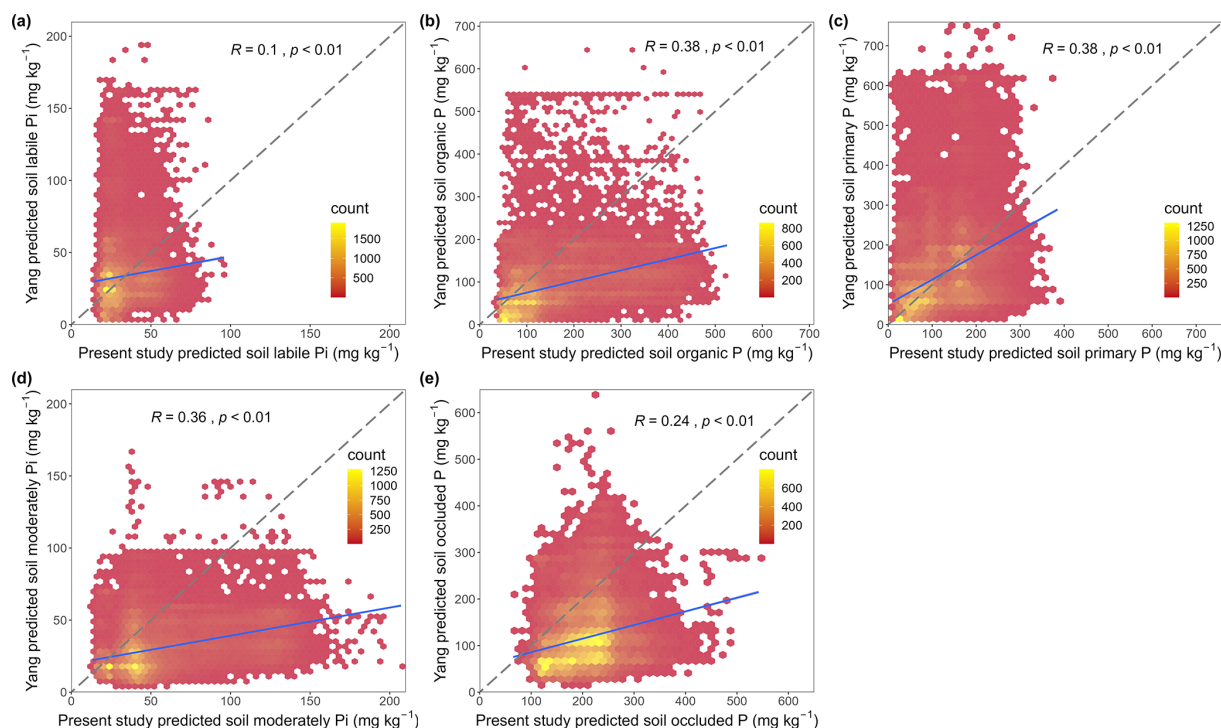 (a)
R = 0.1 , p < 0.01
Yang predicted soil labile Pi (mg kg⁻¹)
200
150
100
50
0
count
1500
1000
500
0 50 100 150 200
Present study predicted soil labile Pi (mg kg⁻¹)
(b)
R = 0.38 , p < 0.01
Yang predicted soil organic P (mg kg⁻¹)
700
600
500
400
300
200
100
0
count
800
600
400
200
0 100 200 300 400 500 600 700
Present study predicted soil organic P (mg kg⁻¹)
(c)
R = 0.38 , p < 0.01
Yang predicted soil primary P (mg kg⁻¹)
700
600
500
400
300
200
100
0
count
1250
1000
750
500
250
0 100 200 300 400 500 600 700
Present study predicted soil primary P (mg kg⁻¹)
(d)
R = 0.36 , p < 0.01
Yang predicted soil moderately Pi (mg kg⁻¹)
200
150
100
50
0
count
1250
1000
750
500
250
0 50 100 150 200
Present study predicted soil moderately Pi (mg kg⁻¹)
(e)
R = 0.24 , p < 0.01
Yang predicted soil occluded P (mg kg⁻¹)
600
500
400
300
200
100
0
count
600
400
200
0 100 200 300 400 500 600
Present study predicted soil occluded P (mg kg⁻¹)